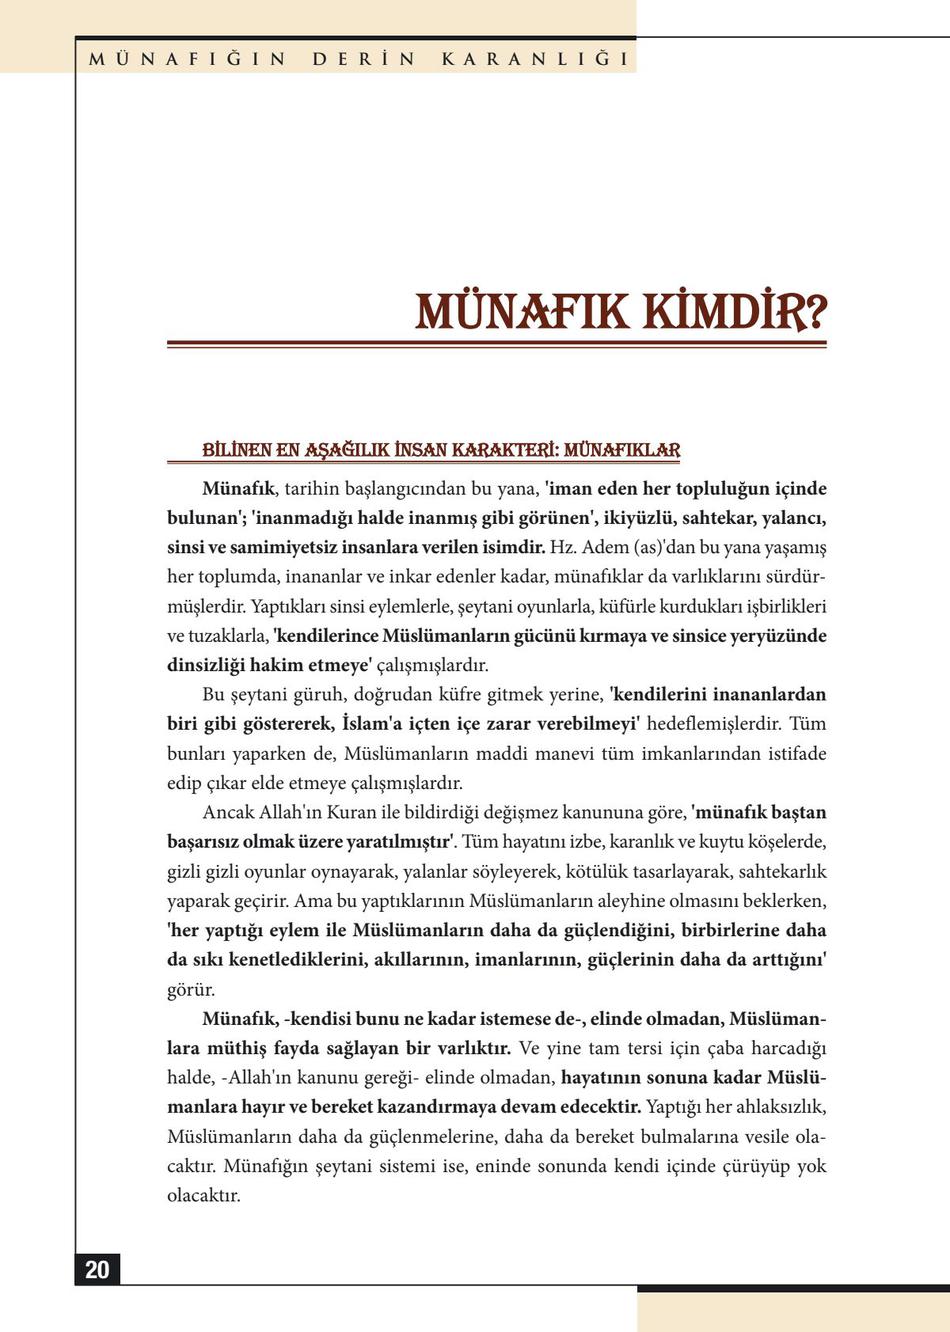 MÜNAFIĞIN DERİN KARANLIĞI
MÜNAFIK KİMDİR?
BİLİNEN EN AŞAĞILIK İNSAN KARAKTERİ: MÜNAFIKLAR
Münafık, tarihin başlangıcından bu yana, 'iman eden her topluluğun içinde
bulunan'; 'inanmadığı halde inanmış gibi görünen', ikiyüzlü, sahtekar, yalancı,
sinsi ve samimiyetsiz insanlara verilen isimdir. Hz. Adem (as)'dan bu yana yaşamış
her toplumda, inananlar ve inkar edenler kadar, münafıklar da varlıklarını sürdür-
müşlerdir. Yaptıkları sinsi eylemlerle, şeytani oyunlarla, küfürle kurdukları işbirlikleri
ve tuzaklarla, 'kendilerince Müslümanların gücünü kırmaya ve sinsice yeryüzünde
dinsizliği hakim etmeye' çalışmışlardır.
Bu şeytani güruh, doğrudan küfre gitmek yerine, 'kendilerini inananlardan
biri gibi göstererek, İslam'a içten içe zarar verebilmeyi' hedeflemişlerdir. Tüm
bunları yaparken de, Müslümanların maddi manevi tüm imkanlarından istifade
edip çıkar elde etmeye çalışmışlardır.
Ancak Allah'ın Kuran ile bildirdiği değişmez kanununa göre, 'münafık baştan
başarısız olmak üzere yaratılmıştır'. Tüm hayatını izbe, karanlık ve kuytu köşelerde,
gizli gizli oyunlar oynayarak, yalanlar söyleyerek, kötülük tasarlayarak, sahtekarlık
yaparak geçirir. Ama bu yaptıklarının Müslümanların aleyhine olmasını beklerken,
'her yaptığı eylem ile Müslümanların daha da güçlendiğini, birbirlerine daha
da sıkı kenetlediklerini, akıllarının, imanlarının, güçlerinin daha da arttığını'
görür.
Münafık, -kendisi bunu ne kadar istemese de-, elinde olmadan, Müslüman-
lara müthiş fayda sağlayan bir varlıktır. Ve yine tam tersi için çaba harcadığı
halde, -Allah'ın kanunu gereği- elinde olmadan, hayatının sonuna kadar Müslü-
manlara hayır ve bereket kazandırmaya devam edecektir. Yaptığı her ahlaksızlık,
Müslümanların daha da güçlenmelerine, daha da bereket bulmalarına vesile ola-
caktır. Münafığın şeytani sistemi ise, eninde sonunda kendi içinde çürüyüp yok
olacaktır.
20